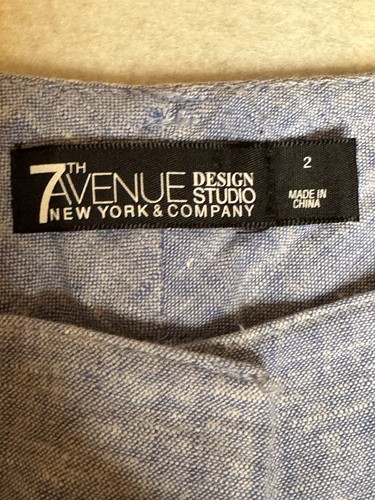 7TH AVENUE DESIGN STUDIO
NEW YORK & COMPANY
2
MADE IN
CHINA